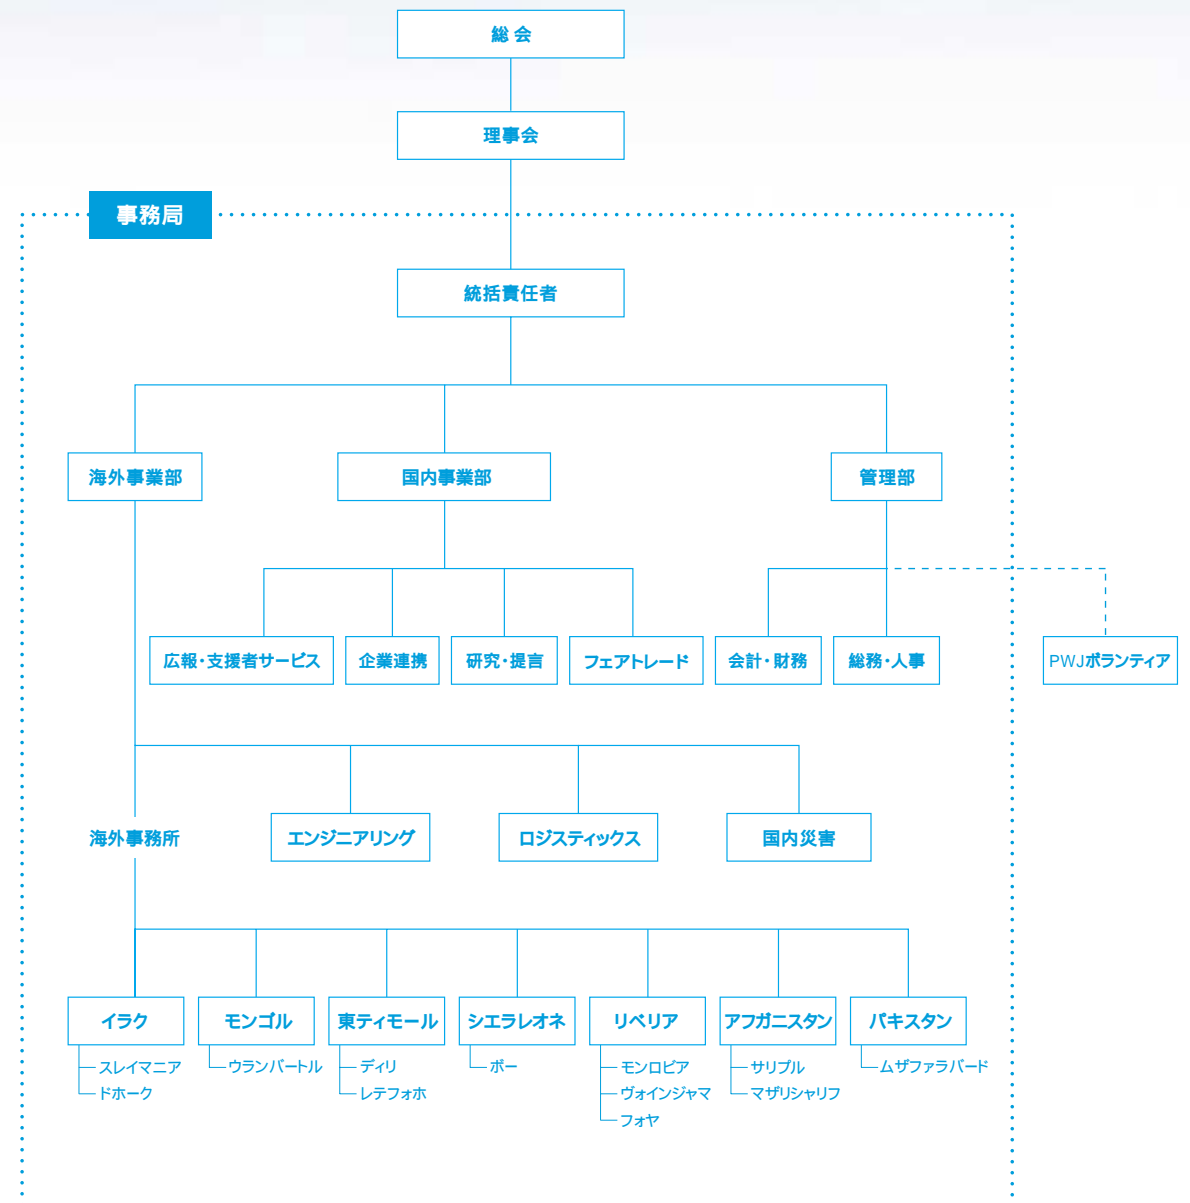 総会
理事会
事務局
統括責任者
海外事業部
国内事業部
管理部
広報・支援者サービス
企業連携
研究・提言
フェアトレード
会計・財務
総務・人事
PWJボランティア
海外事務所
エンジニアリング
ロジスティックス
国内災害
イラク
モンゴル
東ティモール
シエラレオネ
リベリア
アフガニスタン
パキスタン
スレイマニア
ドホーク
ウランバートル
ディリ
レテフォホ
ボー
モンロビア
ヴォインジャマ
フォヤ
サリプル
マザリシャリフ
ムザファラバード